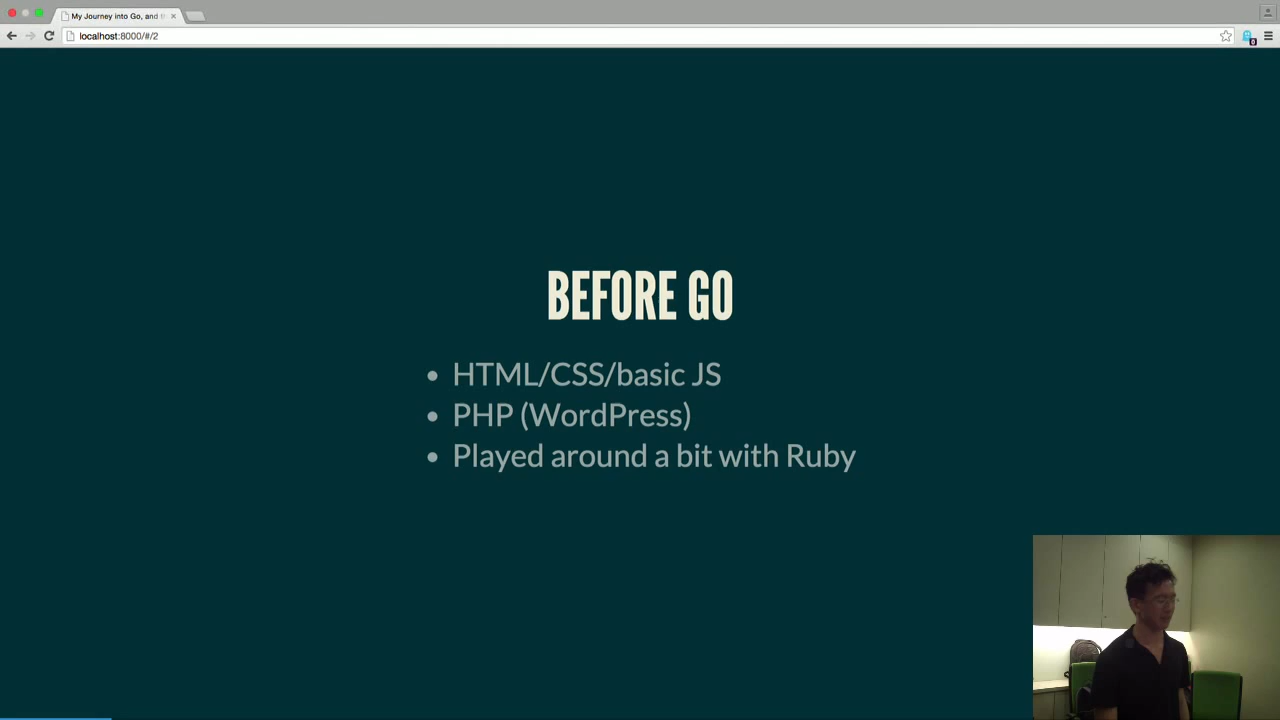 My Journey into Go, and
localhost:8000/#/2
BEFORE GO
• HTML/CSS/basic JS
• PHP (WordPress)
• Played around a bit with Ruby